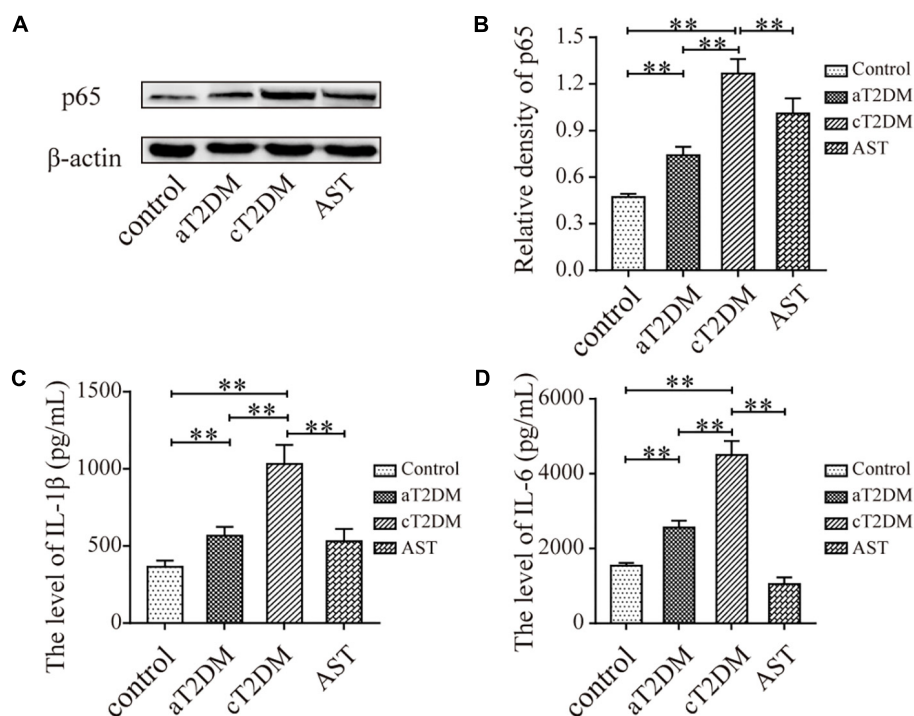 A
p65
β-actin
control
aT2DM
cT2DM
AST
B
Relative density of p65
1.5
1.2
0.9
0.6
0.3
0.0
**
**
**
**
control
aT2DM
cT2DM
AST
Control
aT2DM
cT2DM
AST
C
The level of IL-1β (pg/mL)
1500
1000
500
0
**
**
**
**
control
aT2DM
cT2DM
AST
Control
aT2DM
cT2DM
AST
D
The level of IL-6 (pg/mL)
6000
4000
2000
0
**
**
**
**
control
aT2DM
cT2DM
AST
Control
aT2DM
cT2DM
AST